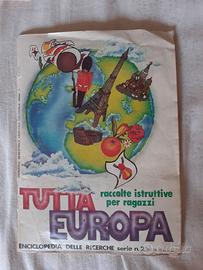 raccolte istruttive
per ragazzi
TUTTA
EUROPA
ENCICLOPEDIA DELLE RICERCHE serie n. 2